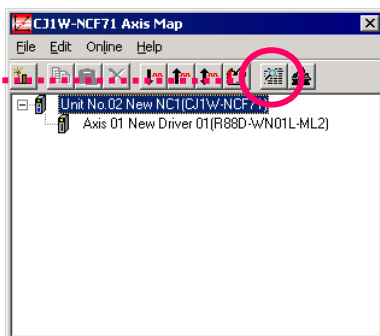 CJ1W-NCF71 Axis Map
File Edit Online Help
Unit No.02 New NC1(CJ1W-NCF71)
Axis 01 New Driver 01(R88D-WN01L-ML2)